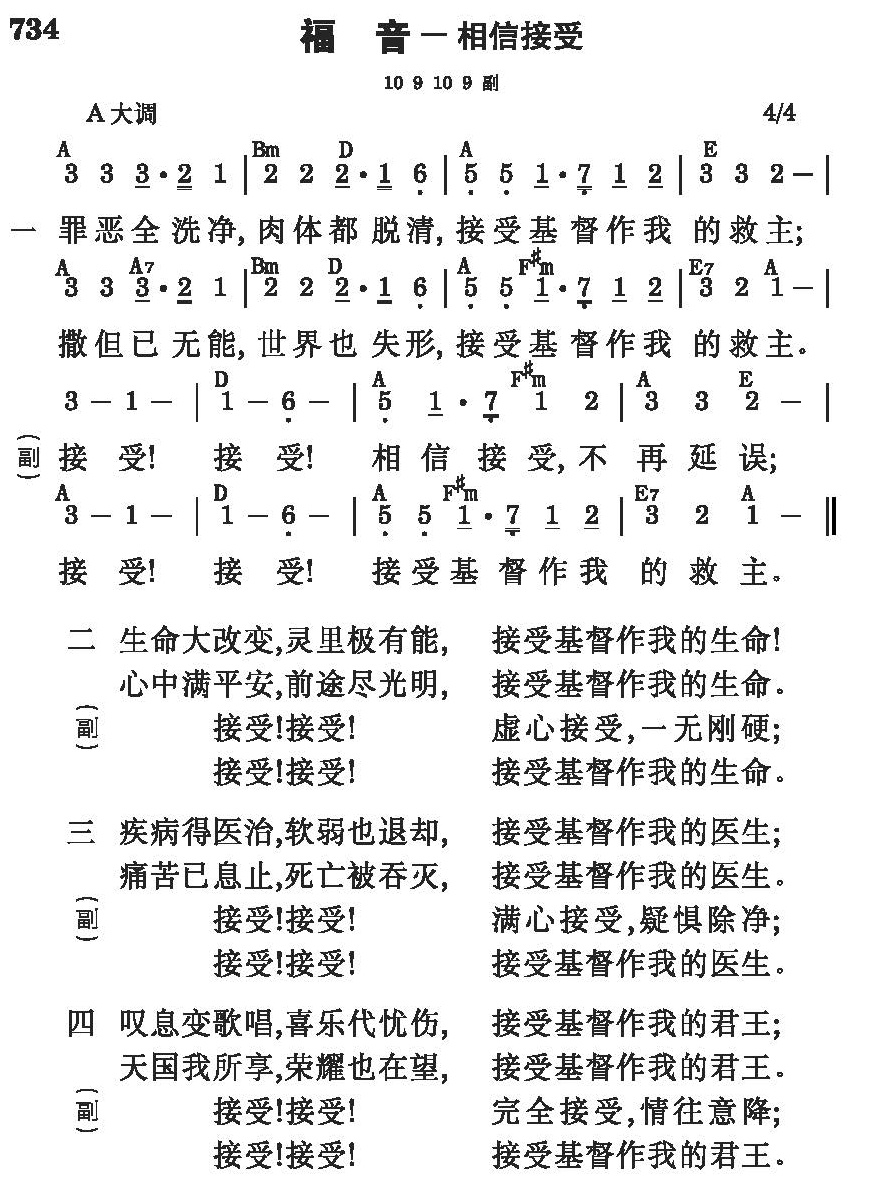 734
福 音 — 相信接受
10 9 10 9 副
A 大调 4/4
A Bm D A E
3 3 3·2 1 | 2 2 2·1 6 | 5 5 1·7 1 2 | 3 3 2 — |
一 罪恶全洗净, 肉体都脱清, 接受基督作我的救主;
A A7 Bm D A F♯m E7 A
3 3 3·2 1 | 2 2 2·1 6 | 5 5 1·7 1 2 | 3 2 1 — |
撒但已无能, 世界也失形, 接受基督作我的救主。
D A F♯m A E
3 — 1 — | 1 — 6 — | 5 1·7 1 2 | 3 3 2 — |
(副) 接受! 接受! 相信接受, 不再延误;
A D A F♯m E7 A
3 — 1 — | 1 — 6 — | 5 5 1·7 1 2 | 3 2 1 — ‖
接受! 接受! 接受基督作我的救主。
二 生命大改变,灵里极有能, 接受基督作我的生命!
心中满平安,前途尽光明, 接受基督作我的生命。
(副) 接受!接受! 虚心接受,一无刚硬;
接受!接受! 接受基督作我的生命。
三 疾病得医治,软弱也退却, 接受基督作我的医生;
痛苦已息止,死亡被吞灭, 接受基督作我的医生。
(副) 接受!接受! 满心接受,疑惧除净;
接受!接受! 接受基督作我的医生。
四 叹息变歌唱,喜乐代忧伤, 接受基督作我的君王;
天国我所享,荣耀也在望, 接受基督作我的君王。
(副) 接受!接受! 完全接受,情往意降;
接受!接受! 接受基督作我的君王。